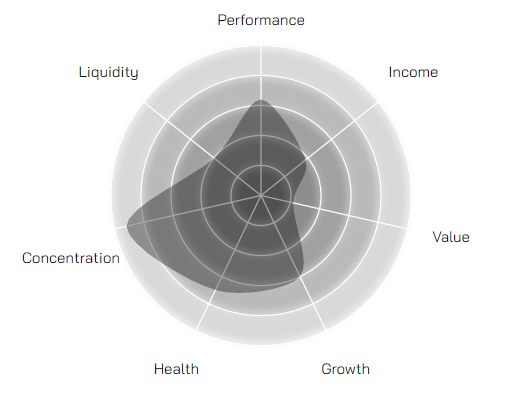 Performance
Liquidity
Income
Value
Concentration
Health
Growth